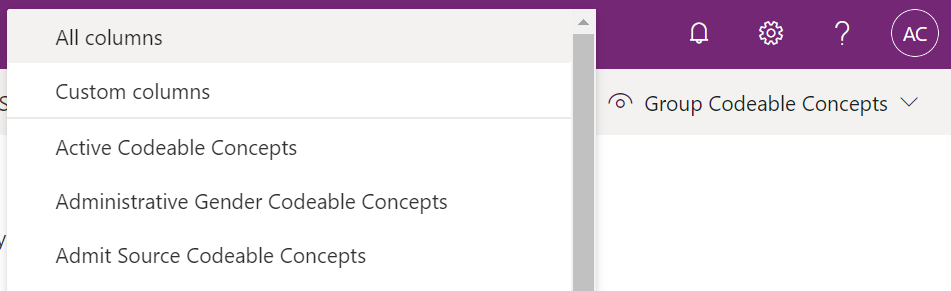 All columns
AC
Custom columns
Group Codeable Concepts
Active Codeable Concepts
Administrative Gender Codeable Concepts
Admit Source Codeable Concepts